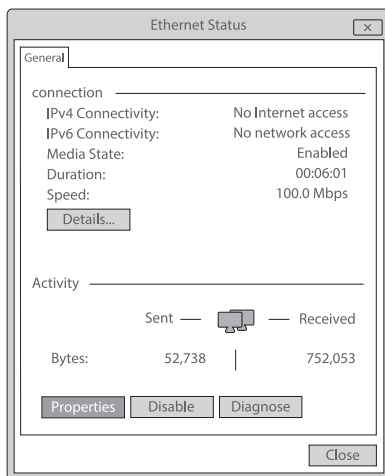 Ethernet Status
×
General
connection
IPv4 Connectivity: No Internet access
IPv6 Connectivity: No network access
Media State: Enabled
Duration: 00:06:01
Speed: 100.0 Mbps
Details...
Activity
Sent — — Received
Bytes: 52,738 | 752,053
Properties Disable Diagnose
Close